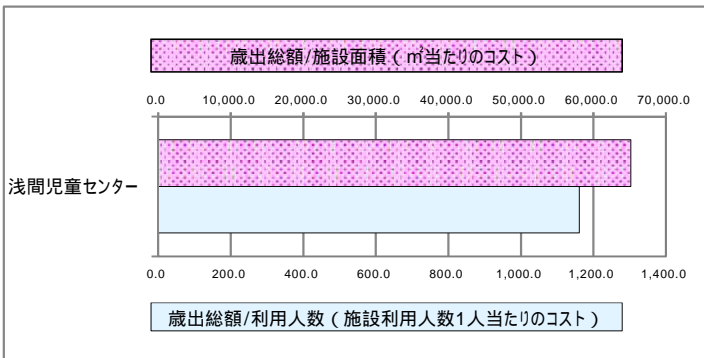 歳出総額/施設面積(㎡当たりのコスト)
0.0 10,000.0 20,000.0 30,000.0 40,000.0 50,000.0 60,000.0 70,000.0
浅間児童センター
0.0 200.0 400.0 600.0 800.0 1,000.0 1,200.0 1,400.0
歳出総額/利用人数(施設利用人数1人当たりのコスト)